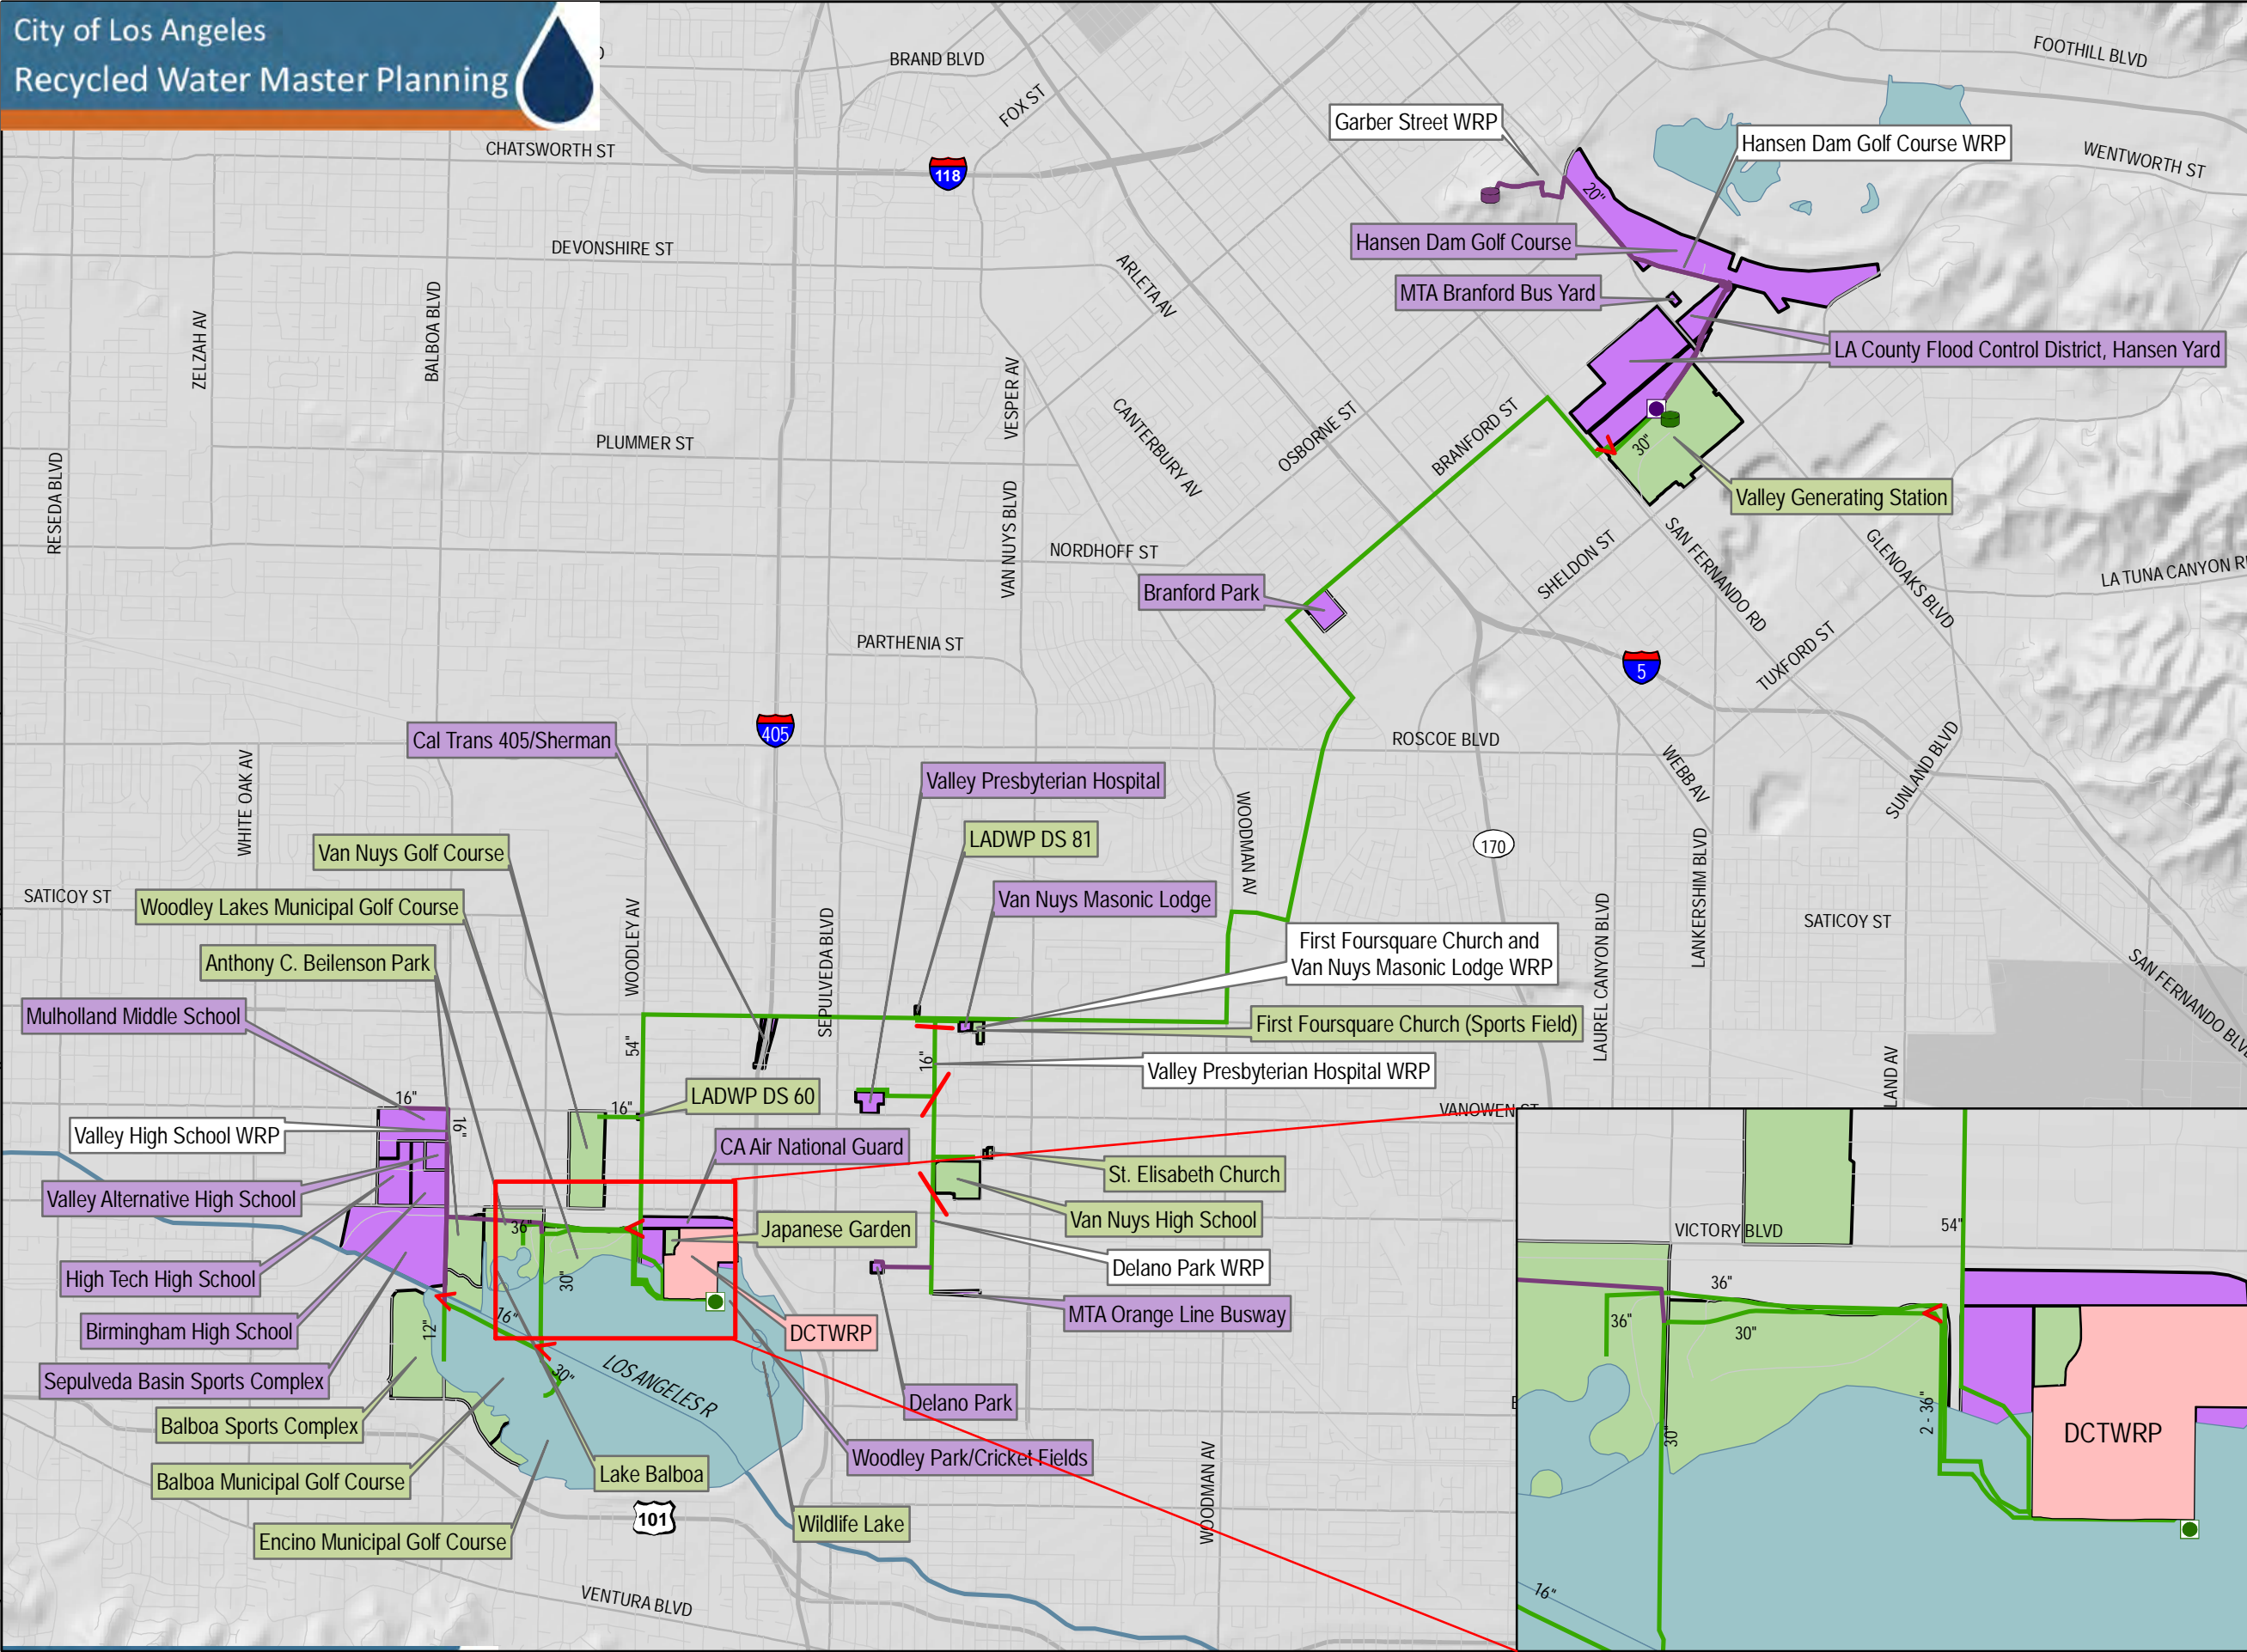 City of Los Angeles
Recycled Water Master Planning
BRAND BLVD
FOX ST
FOOTHILL BLVD
CHATSWORTH ST
118
Garber Street WRP
Hansen Dam Golf Course WRP
WENTWORTH ST
20"
DEVONSHIRE ST
Hansen Dam Golf Course
ARLETA AV
MTA Branford Bus Yard
ZELZAH AV
BALBOA BLVD
LA County Flood Control District, Hansen Yard
VESPER AV
CANTERBURY AV
OSBORNE ST
BRANFORD ST
PLUMMER ST
30"
RESEDA BLVD
Valley Generating Station
VAN NUYS BLVD
NORDHOFF ST
SHELDON ST
SAN FERNANDO RD
GLENOAKS BLVD
LA TUNA CANYON R
Branford Park
PARTHENIA ST
5
TUXFORD ST
Cal Trans 405/Sherman
405
ROSCOE BLVD
WEBB AV
SUNLAND BLVD
Valley Presbyterian Hospital
WHITE OAK AV
WOODMAN AV
LADWP DS 81
170
LANKERSHIM BLVD
Van Nuys Golf Course
SATICOY ST
Woodley Lakes Municipal Golf Course
Van Nuys Masonic Lodge
WOODLEY AV
SEPULVEDA BLVD
LAUREL CANYON BLVD
SATICOY ST
First Foursquare Church and
Van Nuys Masonic Lodge WRP
Anthony C. Beilenson Park
SAN FERNANDO BLV
Mulholland Middle School
First Foursquare Church (Sports Field)
54"
16"
Valley Presbyterian Hospital WRP
LAND AV
16"
LADWP DS 60
16"
VANOWEN ST
16"
Valley High School WRP
CA Air National Guard
St. Elisabeth Church
Valley Alternative High School
Van Nuys High School
36"
Japanese Garden
High Tech High School
30"
Delano Park WRP
Birmingham High School
12"
16"
MTA Orange Line Busway
DCTWRP
Sepulveda Basin Sports Complex
30"
LOS ANGELES R
Delano Park
Balboa Sports Complex
Woodley Park/Cricket Fields
Balboa Municipal Golf Course
Lake Balboa
101
Wildlife Lake
WOODMAN AV
Encino Municipal Golf Course
VENTURA BLVD
VICTORY BLVD
54"
36"
36"
30"
2 - 36"
30"
DCTWRP
16"